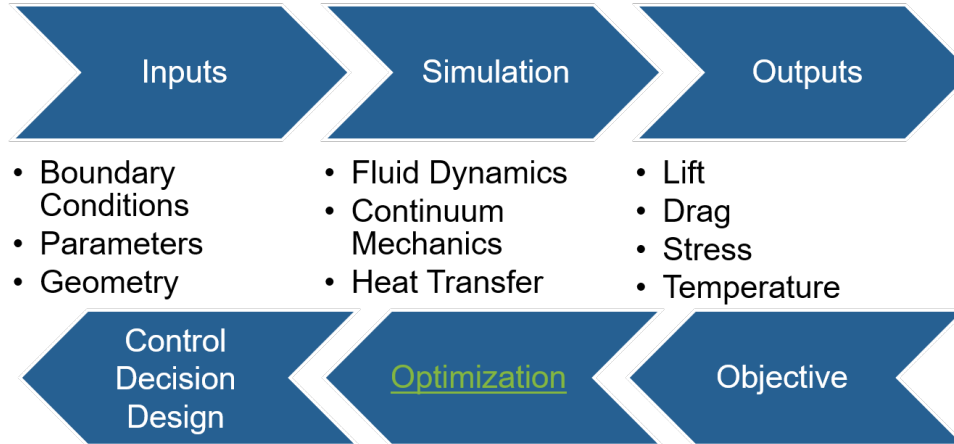 Inputs
Simulation
Outputs
• Boundary
Conditions
• Parameters
• Geometry
• Fluid Dynamics
• Continuum
Mechanics
• Heat Transfer
• Lift
• Drag
• Stress
• Temperature
Control
Decision
Design
Optimization
Objective